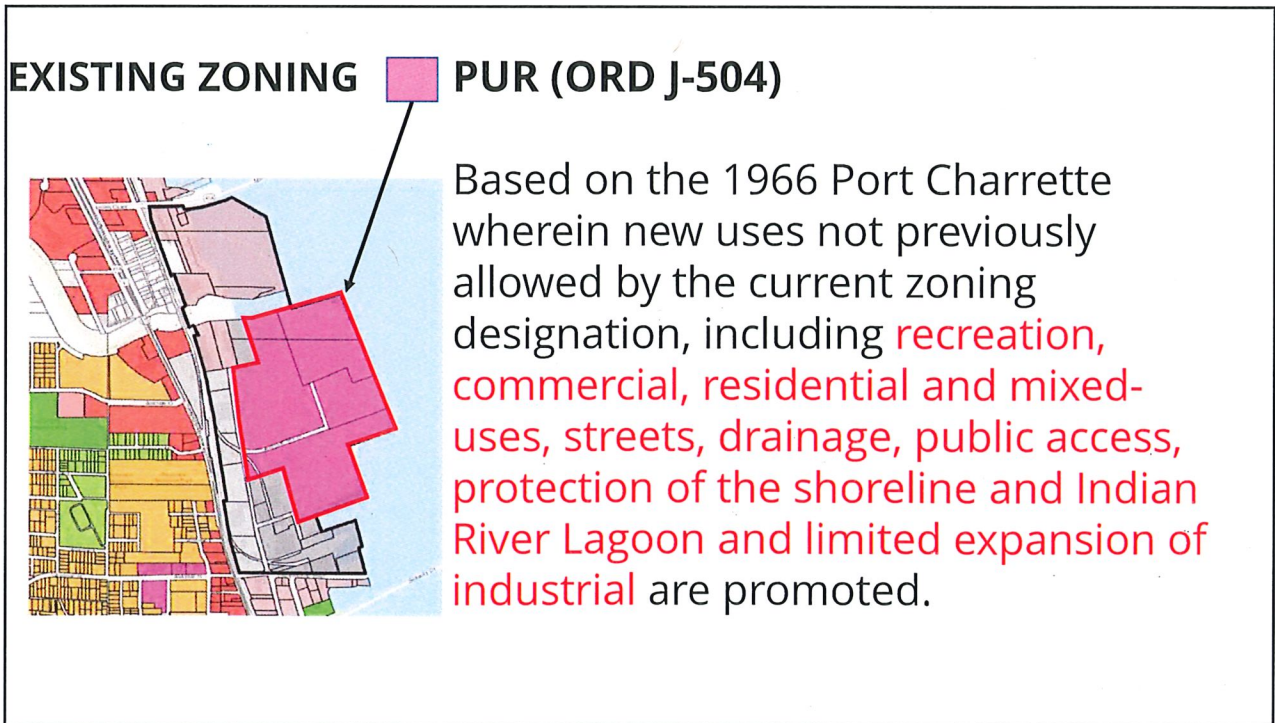 EXISTING ZONING PUR (ORD J-504)
Based on the 1966 Port Charrette
wherein new uses not previously
allowed by the current zoning
designation, including recreation,
commercial, residential and mixed-
uses, streets, drainage, public access,
protection of the shoreline and Indian
River Lagoon and limited expansion of
industrial are promoted.